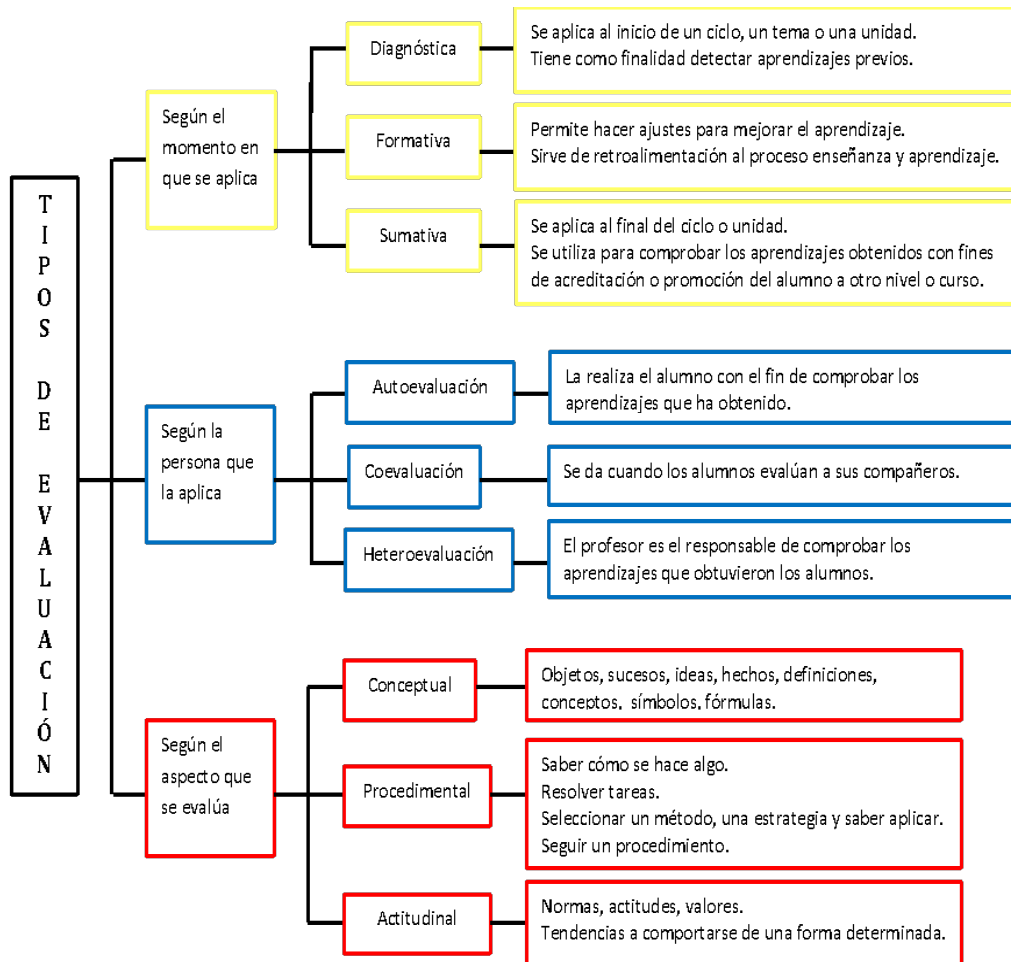 TIPOS DE EVALUACIÓN
Según el
momento en
que se aplica
Diagnóstica
Se aplica al inicio de un ciclo, un tema o una unidad.
Tiene como finalidad detectar aprendizajes previos.
Formativa
Permite hacer ajustes para mejorar el aprendizaje.
Sirve de retroalimentación al proceso enseñanza y aprendizaje.
Sumativa
Se aplica al final del ciclo o unidad.
Se utiliza para comprobar los aprendizajes obtenidos con fines
de acreditación o promoción del alumno a otro nivel o curso.
Según la
persona que
la aplica
Autoevaluación
La realiza el alumno con el fin de comprobar los
aprendizajes que ha obtenido.
Coevaluación
Se da cuando los alumnos evalúan a sus compañeros.
Heteroevaluación
El profesor es el responsable de comprobar los
aprendizajes que obtuvieron los alumnos.
Según el
aspecto que
se evalúa
Conceptual
Objetos, sucesos, ideas, hechos, definiciones,
conceptos, símbolos, fórmulas.
Procedimental
Saber cómo se hace algo.
Resolver tareas.
Seleccionar un método, una estrategia y saber aplicar.
Seguir un procedimiento.
Actitudinal
Normas, actitudes, valores.
Tendencias a comportarse de una forma determinada.